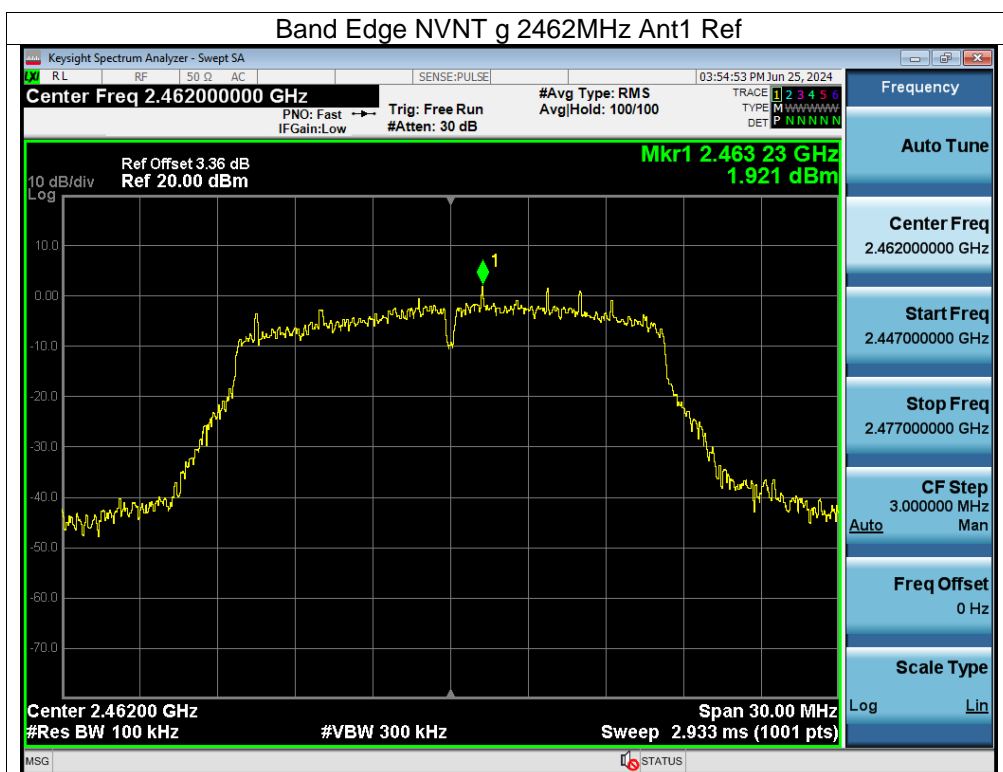 Band Edge NVNT g 2462MHz Ant1 Ref
Keysight Spectrum Analyzer - Swept SA
LXI RL RF 50 Ω AC SENSE:PULSE 03:54:53 PM Jun 25, 2024
Center Freq 2.462000000 GHz
PNO: Fast
IFGain:Low
Trig: Free Run
#Atten: 30 dB
#Avg Type: RMS
Avg|Hold: 100/100
TRACE 1 2 3 4 5 6
TYPE M WWWWW
DET P N N N N N
Mkr1 2.463 23 GHz
1.921 dBm
Ref Offset 3.36 dB
10 dB/div Ref 20.00 dBm
Log
10.0
0.00
-10.0
-20.0
-30.0
-40.0
-50.0
-60.0
-70.0
1
Center 2.46200 GHz Span 30.00 MHz
#Res BW 100 kHz #VBW 300 kHz Sweep 2.933 ms (1001 pts)
MSG STATUS
Frequency
Auto Tune
Center Freq
2.462000000 GHz
Start Freq
2.447000000 GHz
Stop Freq
2.477000000 GHz
CF Step
3.000000 MHz
Auto Man
Freq Offset
0 Hz
Scale Type
Log Lin